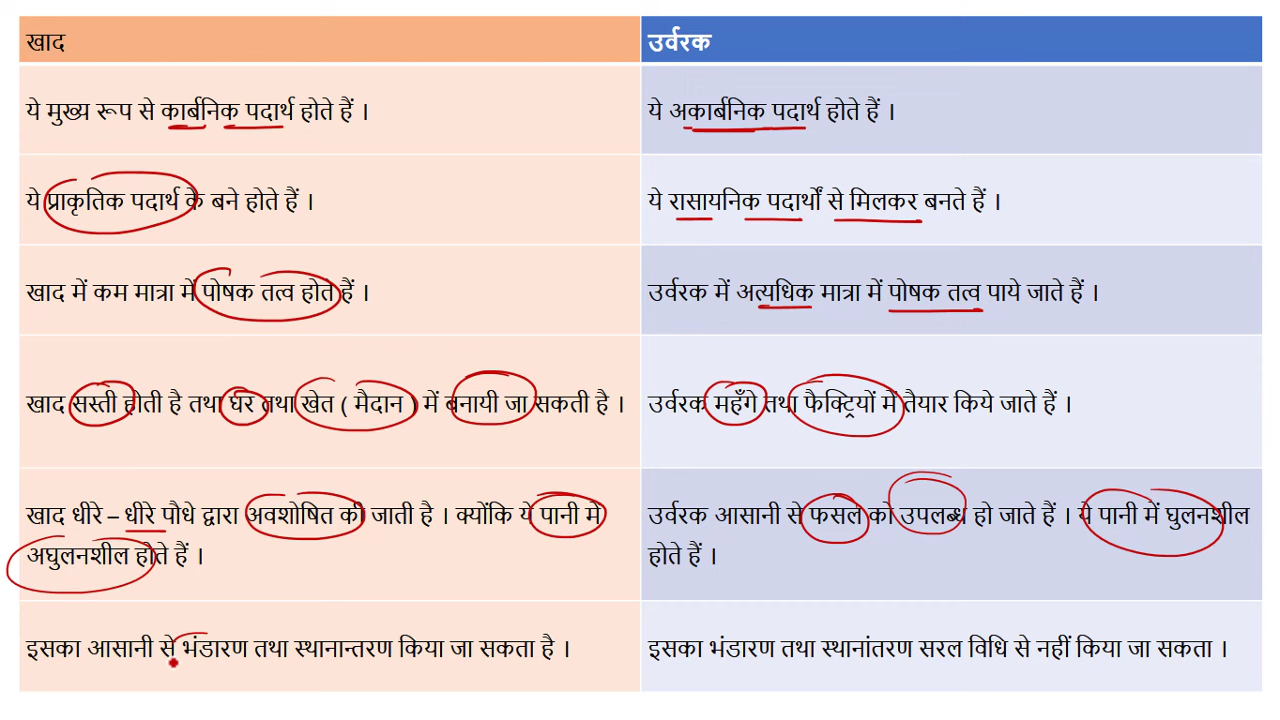 खाद
उर्वरक
ये मुख्य रूप से कार्बनिक पदार्थ होते हैं ।
ये अकार्बनिक पदार्थ होते हैं ।
ये प्राकृतिक पदार्थ के बने होते हैं ।
ये रासायनिक पदार्थों से मिलकर बनते हैं ।
खाद में कम मात्रा में पोषक तत्व होते हैं ।
उर्वरक में अत्यधिक मात्रा में पोषक तत्व पाये जाते हैं ।
खाद सस्ती होती है तथा घर तथा खेत ( मैदान ) में बनायी जा सकती है ।
उर्वरक महँगे तथा फैक्ट्रियों में तैयार किये जाते हैं ।
खाद धीरे – धीरे पौधे द्वारा अवशोषित की जाती है । क्योंकि ये पानी में
अघुलनशील होते हैं ।
उर्वरक आसानी से फसल को उपलब्ध हो जाते हैं । ये पानी में घुलनशील
होते हैं ।
इसका आसानी से भंडारण तथा स्थानान्तरण किया जा सकता है ।
इसका भंडारण तथा स्थानांतरण सरल विधि से नहीं किया जा सकता ।